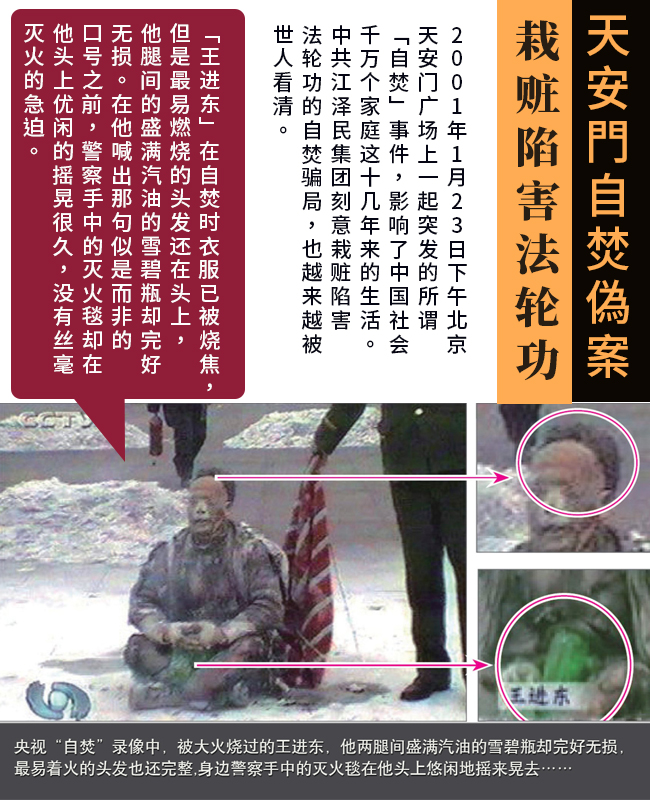 天安門自焚偽案
栽赃陷害法轮功
2001年1月23日下午北京
天安门广场上一起突发的所谓
「自焚」事件，影响了中国社会
千万个家庭这十几年来的生活。
中共江泽民集团刻意栽赃陷害
法轮功的自焚骗局，也越来越被
世人看清。
「王进东」在自焚时衣服已被烧焦，
但是最易燃烧的头发还在头上，
他腿间的盛满汽油的雪碧瓶却完好
无损。在他喊出那句似是而非的
口号之前，警察手中的灭火毯却在
他头上优闲的摇晃很久，没有丝毫
灭火的急迫。
CCTV
王进东
央视“自焚”录像中，被大火烧过的王进东，他两腿间盛满汽油的雪碧瓶却完好无损，
最易着火的头发也还完整,身边警察手中的灭火毯在他头上悠闲地摇来晃去……